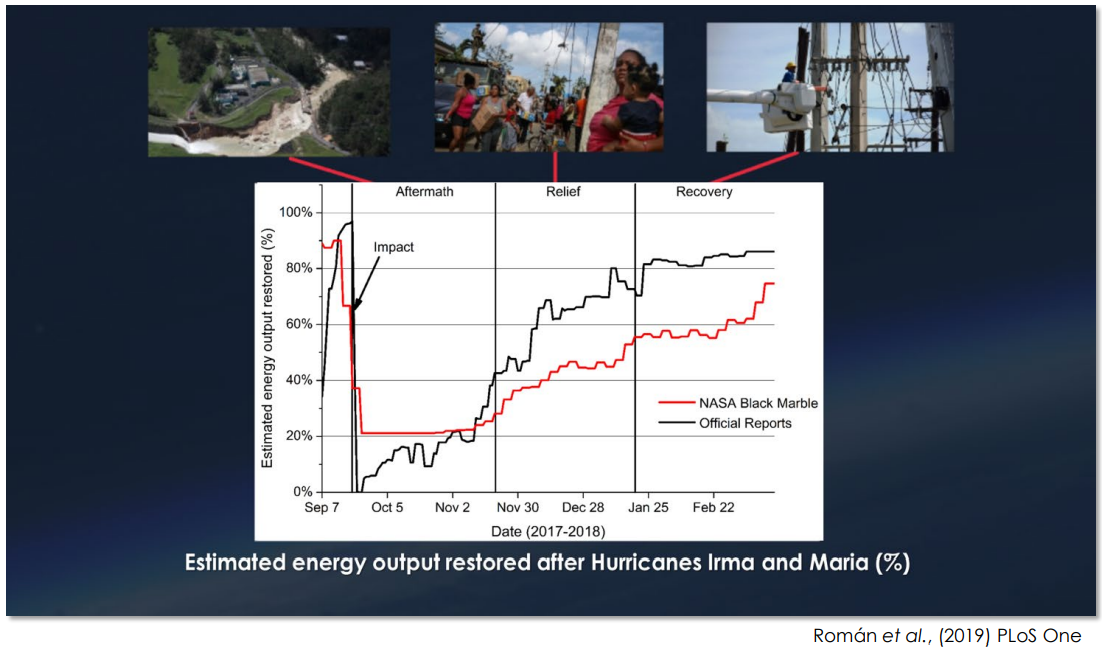 Aftermath
Relief
Recovery
Impact
Estimated energy output restored (%)
100%
80%
60%
40%
20%
0%
NASA Black Marble
Official Reports
Sep 7
Oct 5
Nov 2
Nov 30
Dec 28
Jan 25
Feb 22
Date (2017-2018)
Estimated energy output restored after Hurricanes Irma and Maria (%)
Román et al., (2019) PLoS One